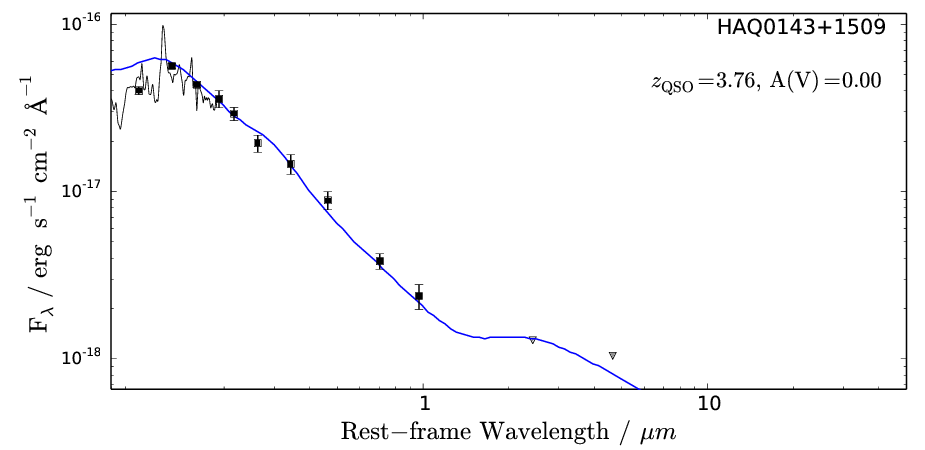 HAQ0143+1509
z_QSO=3.76, A(V)=0.00
10^-16
10^-17
10^-18
F_λ / erg s^−1 cm^−2 Å^−1
1 10
Rest−frame Wavelength / μm